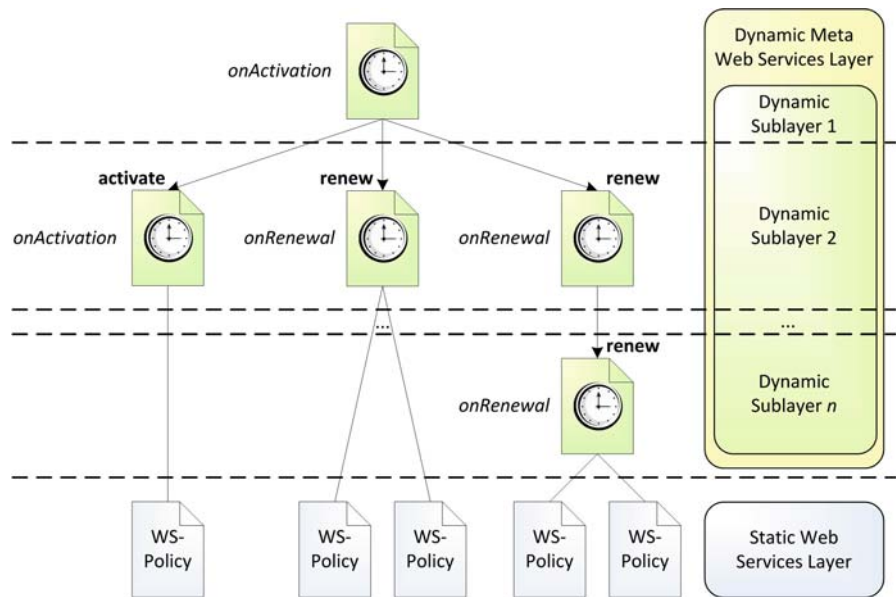 Dynamic Meta
Web Services Layer
onActivation
Dynamic
Sublayer 1
activate
renew
renew
onActivation
onRenewal
onRenewal
Dynamic
Sublayer 2
...
...
renew
onRenewal
Dynamic
Sublayer n
WS-
Policy
WS-
Policy
WS-
Policy
WS-
Policy
WS-
Policy
Static Web
Services Layer